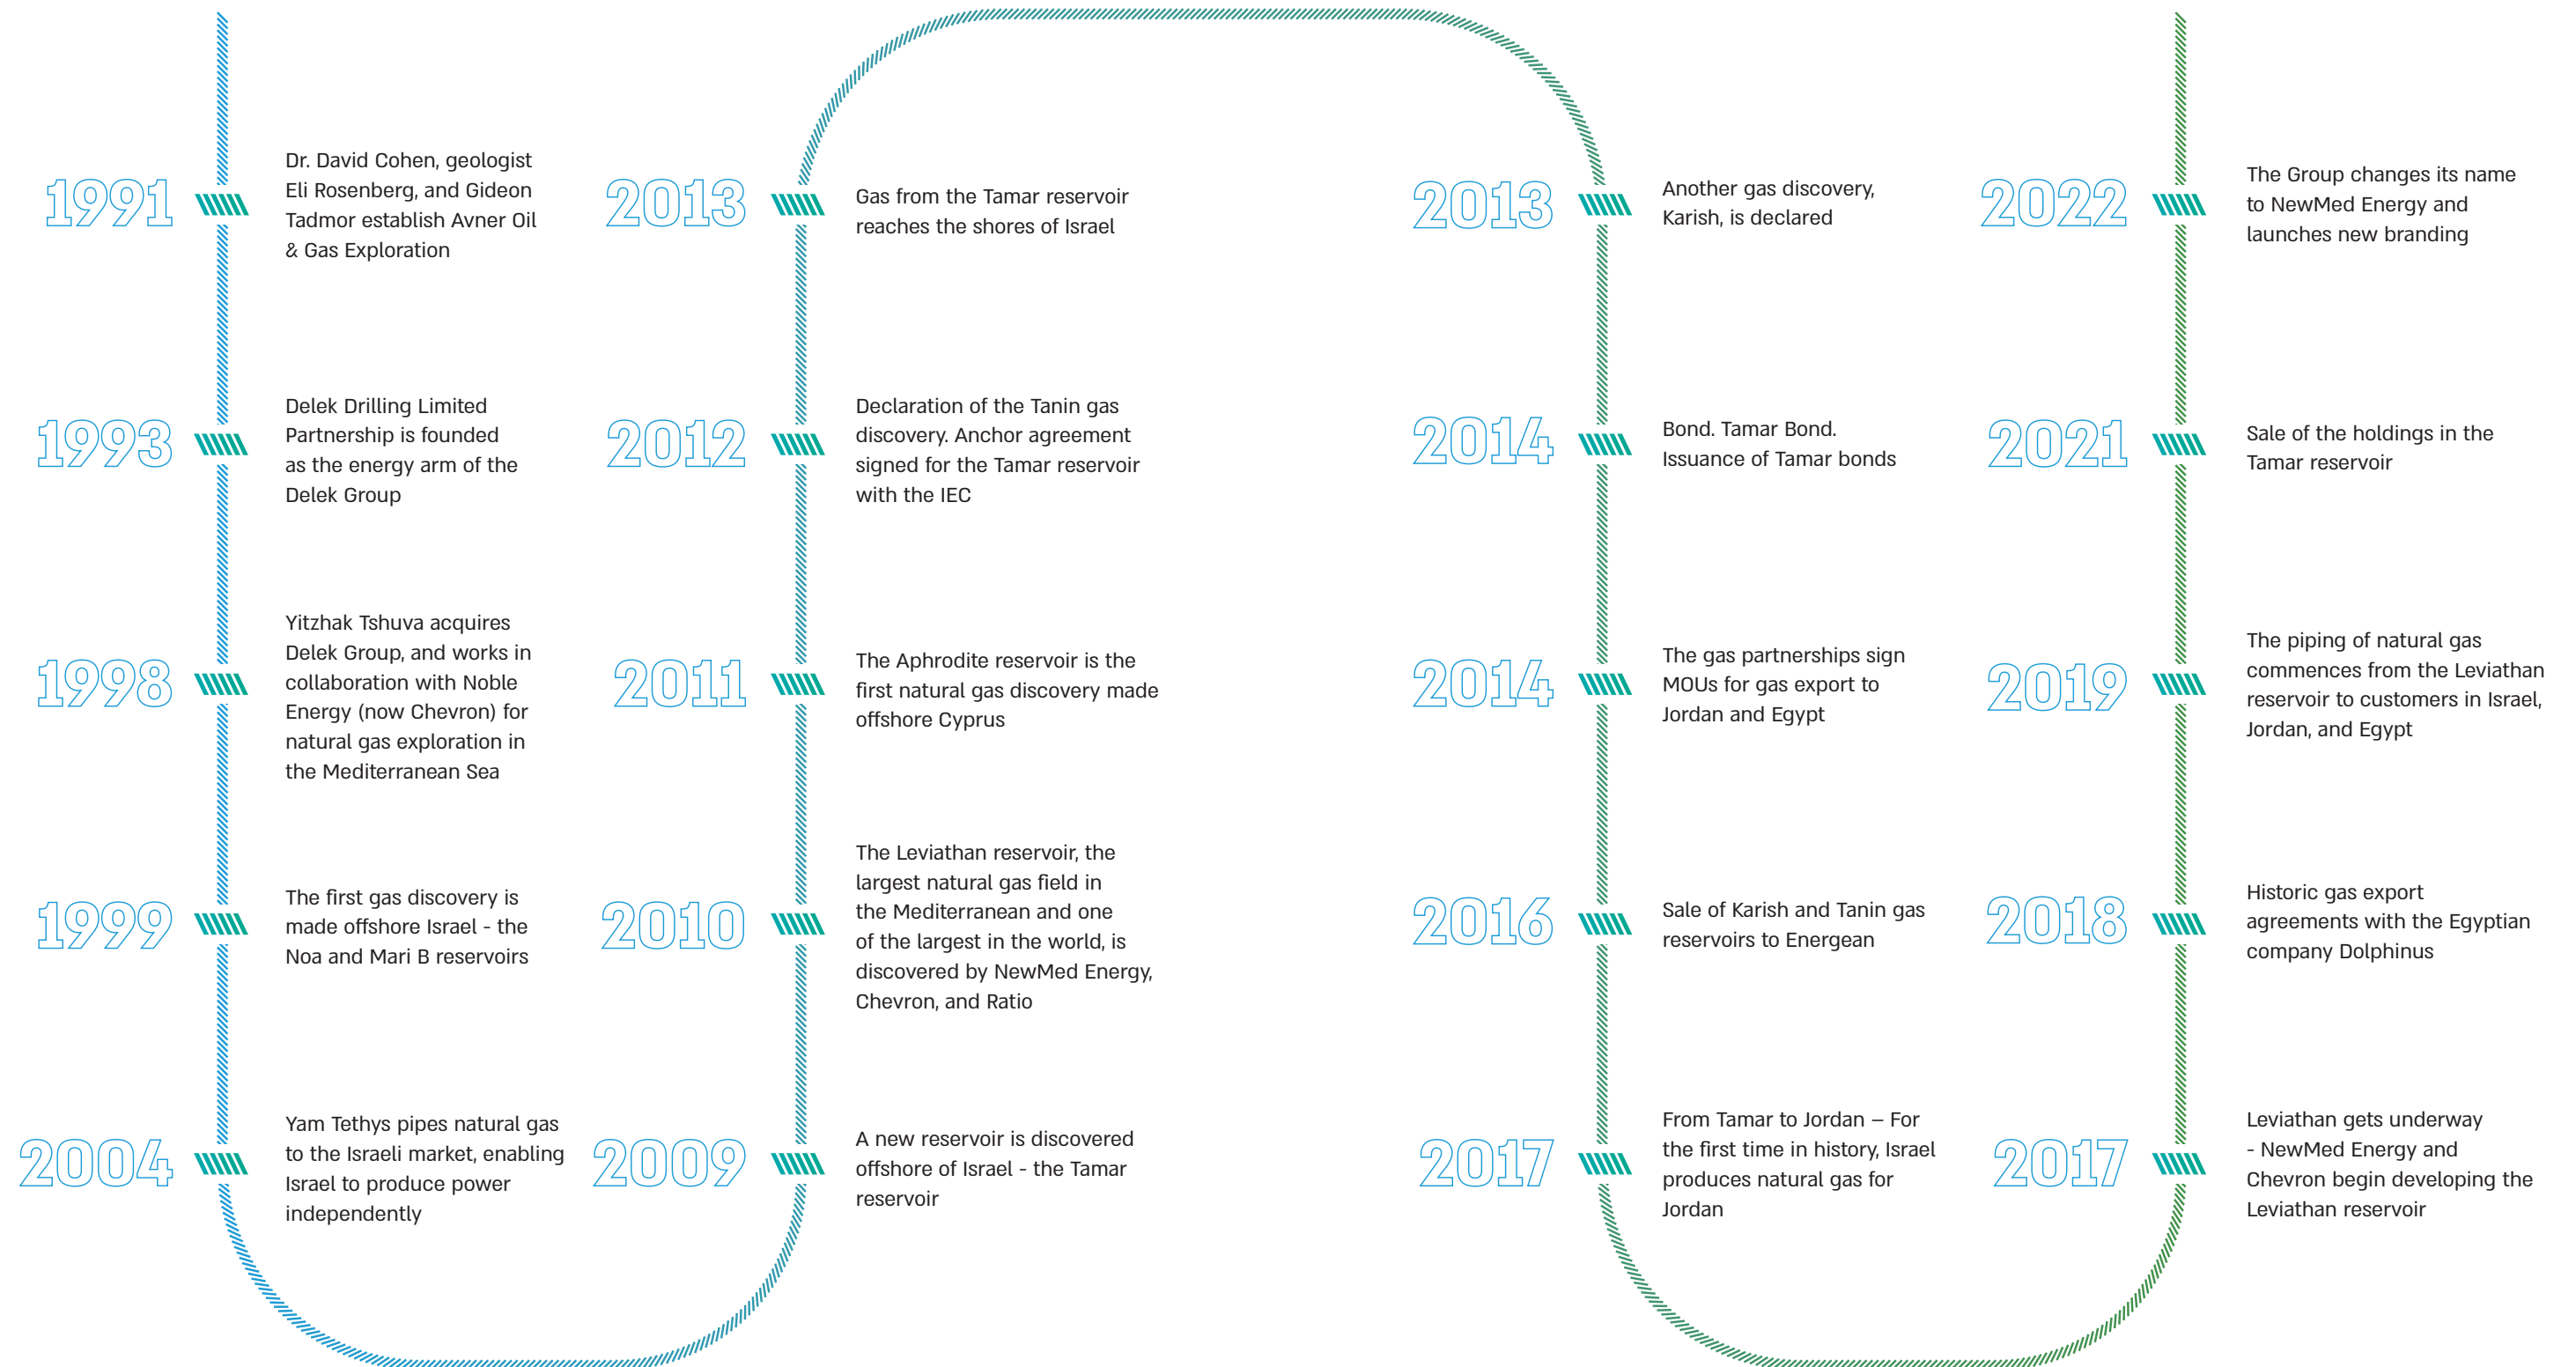 1991
Dr. David Cohen, geologist
Eli Rosenberg, and Gideon
Tadmor establish Avner Oil
& Gas Exploration
1993
Delek Drilling Limited
Partnership is founded
as the energy arm of the
Delek Group
1998
Yitzhak Tshuva acquires
Delek Group, and works in
collaboration with Noble
Energy (now Chevron) for
natural gas exploration in
the Mediterranean Sea
1999
The first gas discovery is
made offshore Israel - the
Noa and Mari B reservoirs
2004
Yam Tethys pipes natural gas
to the Israeli market, enabling
Israel to produce power
independently
2009
A new reservoir is discovered
offshore of Israel - the Tamar
reservoir
2010
The Leviathan reservoir, the
largest natural gas field in
the Mediterranean and one
of the largest in the world, is
discovered by NewMed Energy,
Chevron, and Ratio
2011
The Aphrodite reservoir is the
first natural gas discovery made
offshore Cyprus
2012
Declaration of the Tanin gas
discovery. Anchor agreement
signed for the Tamar reservoir
with the IEC
2013
Gas from the Tamar reservoir
reaches the shores of Israel
2013
Another gas discovery,
Karish, is declared
2014
Bond. Tamar Bond.
Issuance of Tamar bonds
2014
The gas partnerships sign
MOUs for gas export to
Jordan and Egypt
2016
Sale of Karish and Tanin gas
reservoirs to Energean
2017
From Tamar to Jordan – For
the first time in history, Israel
produces natural gas for
Jordan
2017
Leviathan gets underway
- NewMed Energy and
Chevron begin developing the
Leviathan reservoir
2018
Historic gas export
agreements with the Egyptian
company Dolphinus
2019
The piping of natural gas
commences from the Leviathan
reservoir to customers in Israel,
Jordan, and Egypt
2021
Sale of the holdings in the
Tamar reservoir
2022
The Group changes its name
to NewMed Energy and
launches new branding